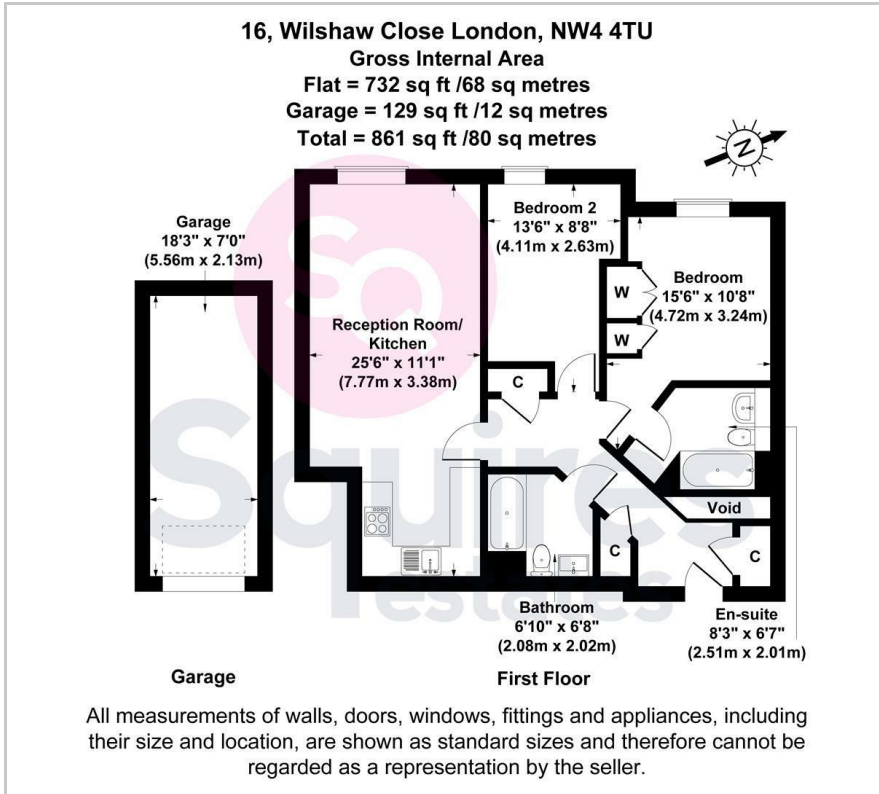 16, Wilshaw Close London, NW4 4TU
Gross Internal Area
Flat = 732 sq ft /68 sq metres
Garage = 129 sq ft /12 sq metres
Total = 861 sq ft /80 sq metres
N
Garage
18'3" x 7'0"
(5.56m x 2.13m)
Bedroom 2
13'6" x 8'8"
(4.11m x 2.63m)
Bedroom
15'6" x 10'8"
(4.72m x 3.24m)
W
W
Reception Room/
Kitchen
25'6" x 11'1"
(7.77m x 3.38m)
C
Void
C
C
Bathroom
6'10" x 6'8"
(2.08m x 2.02m)
En-suite
8'3" x 6'7"
(2.51m x 2.01m)
SQ
Squires
estates
Garage
First Floor
All measurements of walls, doors, windows, fittings and appliances, including
their size and location, are shown as standard sizes and therefore cannot be
regarded as a representation by the seller.